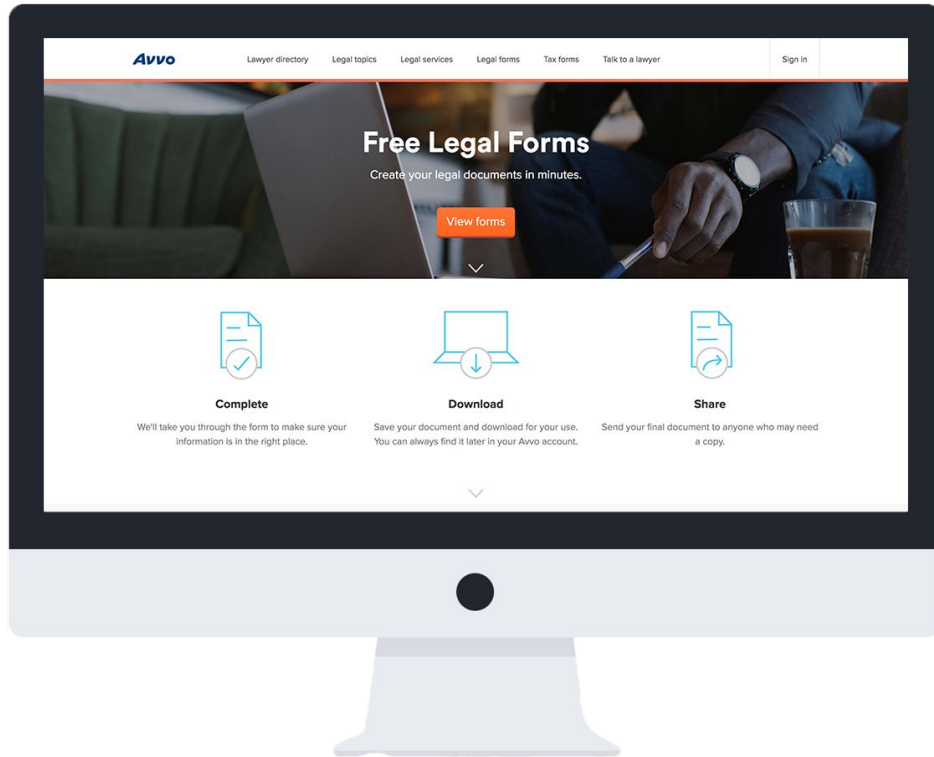 Avvo
Lawyer directory
Legal topics
Legal services
Legal forms
Tax forms
Talk to a lawyer
Sign in
Free Legal Forms
Create your legal documents in minutes.
View forms
Complete
We'll take you through the form to make sure your
information is in the right place.
Download
Save your document and download for your use.
You can always find it later in your Avvo account.
Share
Send your final document to anyone who may need
a copy.